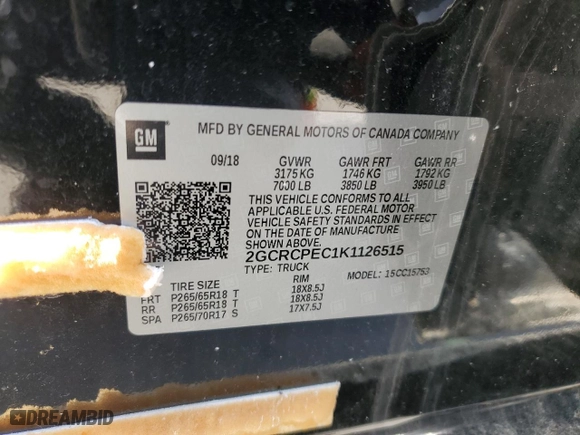 GM
MFD BY GENERAL MOTORS OF CANADA COMPANY
09/18 GVWR GAWR FRT GAWR RR
3175 KG 1746 KG 1792 KG
7000 LB 3850 LB 3950 LB
THIS VEHICLE CONFORMS TO ALL
APPLICABLE U.S. FEDERAL MOTOR
VEHICLE SAFETY STANDARDS IN EFFECT
ON THE DATE OF MANUFACTURE SHOWN ABOVE.
2GCRCPEC1K1126515
TYPE: TRUCK MODEL: 15CC15753
TIRE SIZE RIM
FRT P265/65R18 T 18X8.5J
RR P265/65R18 T 18X8.5J
SPA P265/70R17 S 17X7.5J
DREAMBID